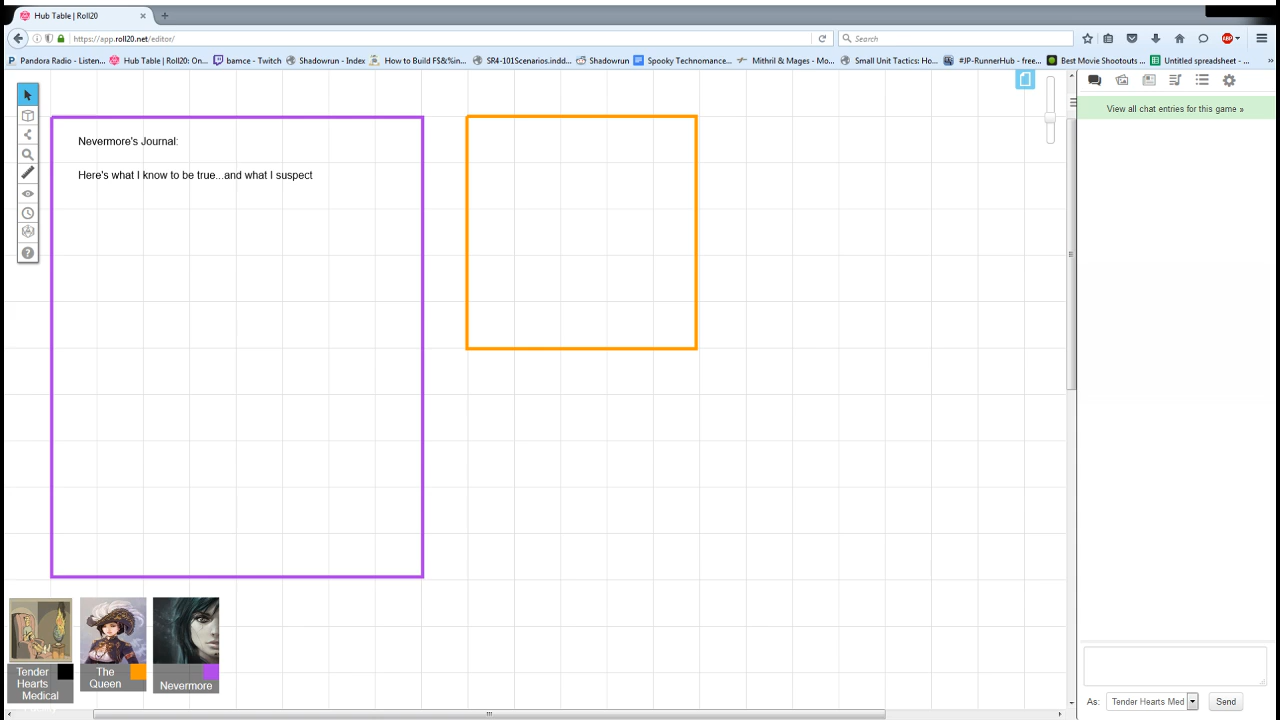 Hub Table | Roll20
https://app.roll20.net/editor/
Search
ABP
Pandora Radio - Listen...
Hub Table | Roll20: On...
bamce - Twitch
Shadowrun - Index
How to Build FS&%in...
SR4-101Scenarios.indd...
Shadowrun
Spooky Technomance...
Mithril & Mages - Mo...
Small Unit Tactics: Ho...
#JP-RunnerHub - free...
Best Movie Shootouts ...
Untitled spreadsheet - ...
View all chat entries for this game »
Nevermore's Journal:
Here's what I know to be true...and what I suspect
Tender
Hearts
Medical
The
Queen
Nevermore
As:
Tender Hearts Med
Send